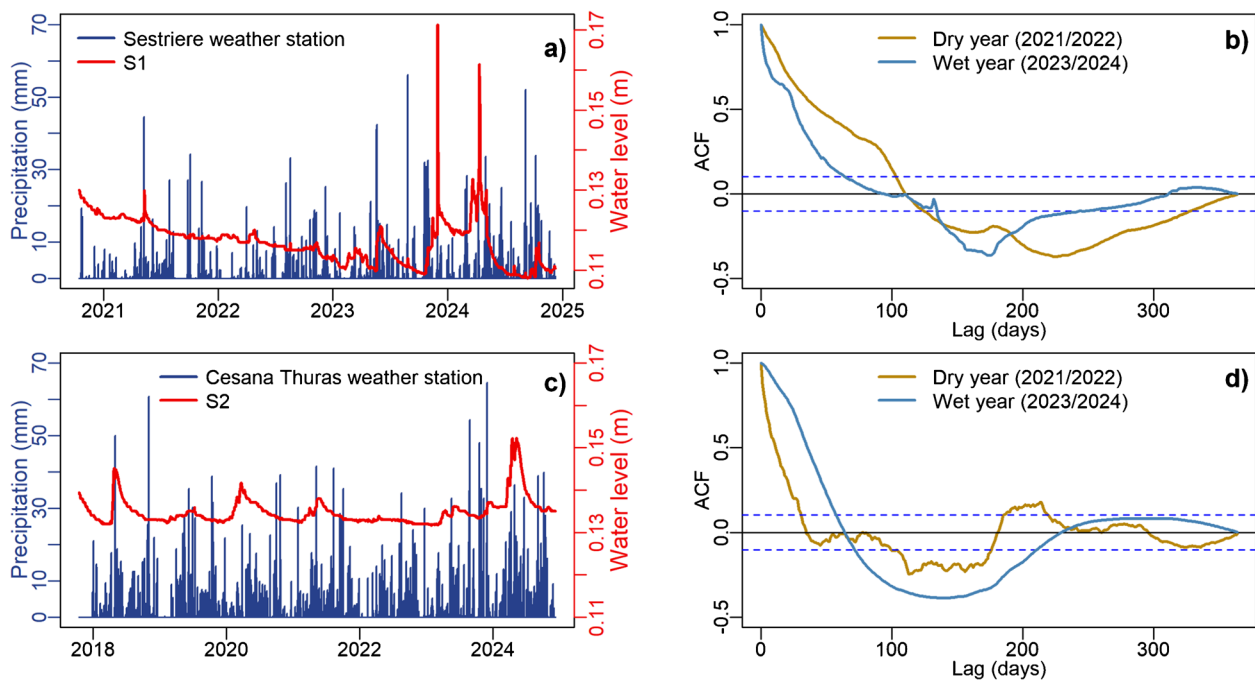 Precipitation (mm)
70
50
30
10
0
Sestriere weather station
S1
a)
0.17
0.15
0.13
0.11
Water level (m)
2021
2022
2023
2024
2025
ACF
1.0
0.5
0.0
-0.5
Dry year (2021/2022)
Wet year (2023/2024)
b)
0
100
200
300
Lag (days)
Precipitation (mm)
70
50
30
10
0
Cesana Thuras weather station
S2
c)
0.17
0.15
0.13
0.11
Water level (m)
2018
2020
2022
2024
ACF
1.0
0.5
0.0
-0.5
Dry year (2021/2022)
Wet year (2023/2024)
d)
0
100
200
300
Lag (days)